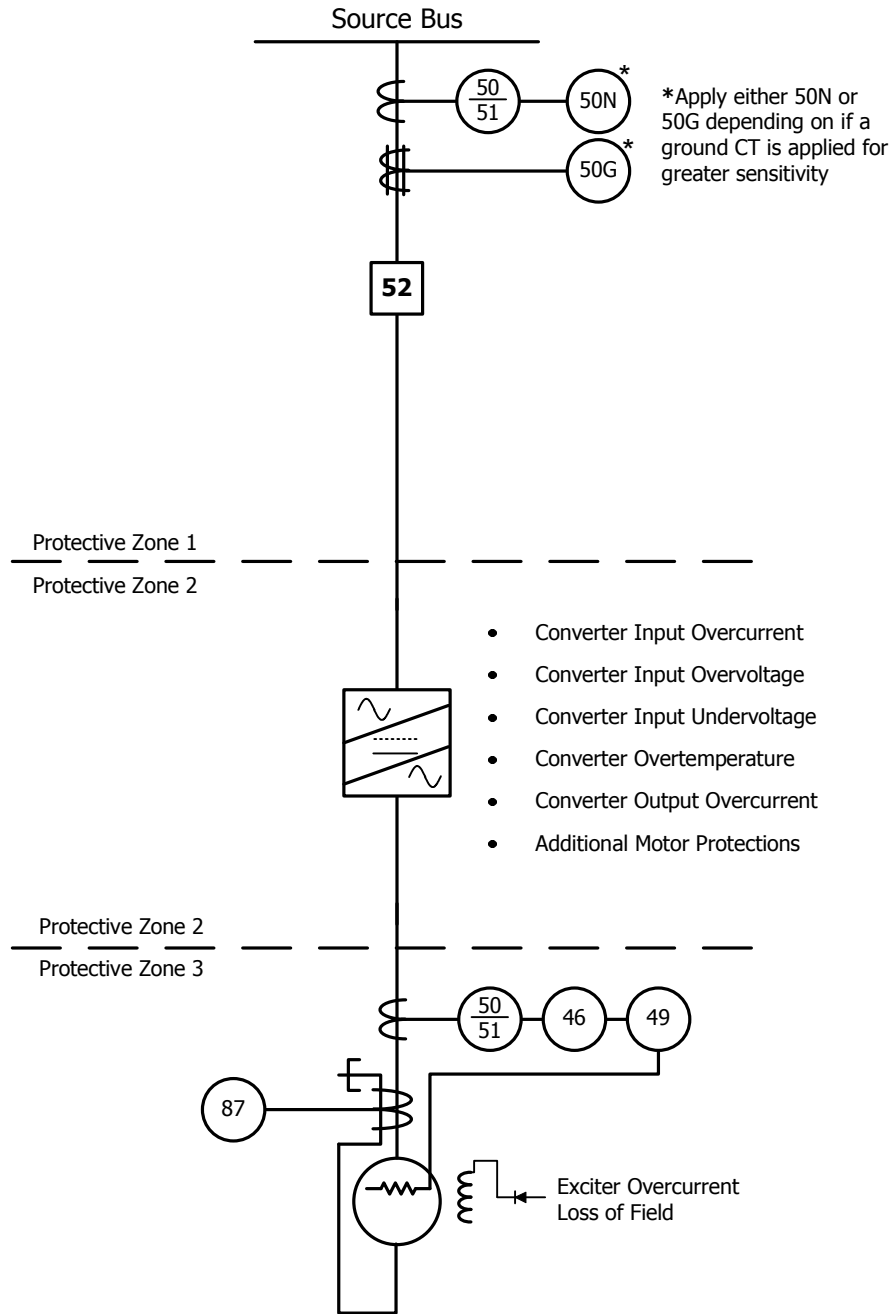 Source Bus
50
51
50N
*
*Apply either 50N or
50G depending on if a
ground CT is applied for
greater sensitivity
50G
*
52
Protective Zone 1
Protective Zone 2
• Converter Input Overcurrent
• Converter Input Overvoltage
• Converter Input Undervoltage
• Converter Overtemperature
• Converter Output Overcurrent
• Additional Motor Protections
Protective Zone 2
Protective Zone 3
50
51
46
49
87
Exciter Overcurrent
Loss of Field